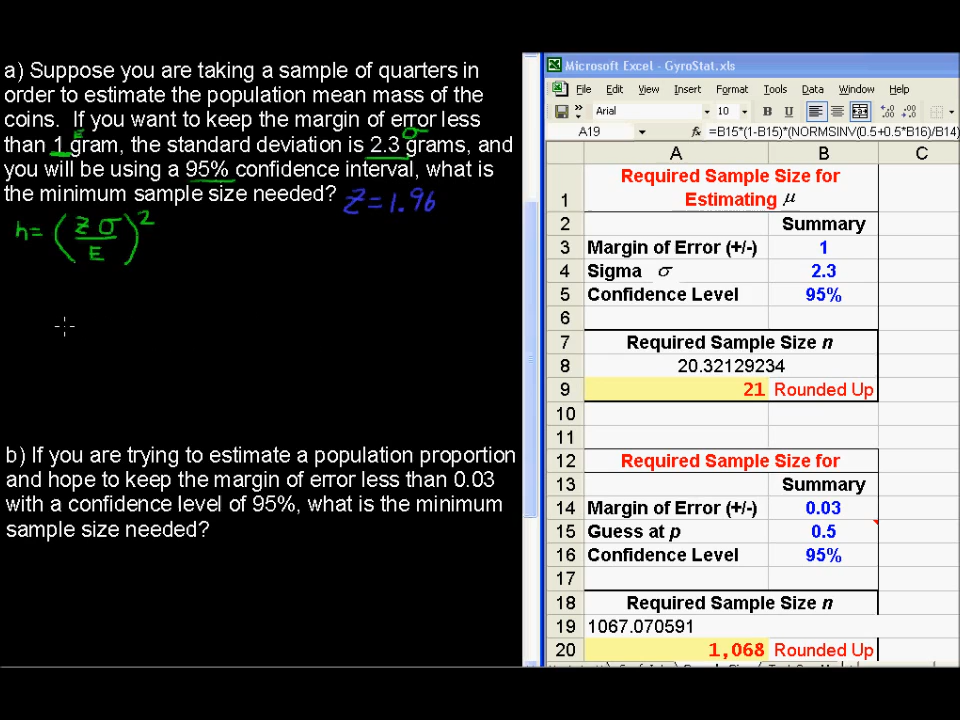 a) Suppose you are taking a sample of quarters in
order to estimate the population mean mass of the
coins.  If you want to keep the margin of error less
E σ
than 1 gram, the standard deviation is 2.3 grams, and
you will be using a 95% confidence interval, what is
the minimum sample size needed?
Z = 1.96
n = (Z σ / E)²
b) If you are trying to estimate a population proportion
and hope to keep the margin of error less than 0.03
with a confidence level of 95%, what is the minimum
sample size needed?
Microsoft Excel - GyroStat.xls
File Edit View Insert Format Tools Data Window Help
Arial 10 B U
A19 fx =B15*(1-B15)*(NORMSINV(0.5+0.5*B16)/B14)
A B C
Required Sample Size for
1 Estimating μ
2 Summary
3 Margin of Error (+/-) 1
4 Sigma σ 2.3
5 Confidence Level 95%
6
7 Required Sample Size n
8 20.32129234
9 21 Rounded Up
10
11
12 Required Sample Size for
13 Summary
14 Margin of Error (+/-) 0.03
15 Guess at p 0.5
16 Confidence Level 95%
17
18 Required Sample Size n
19 1067.070591
20 1,068 Rounded Up